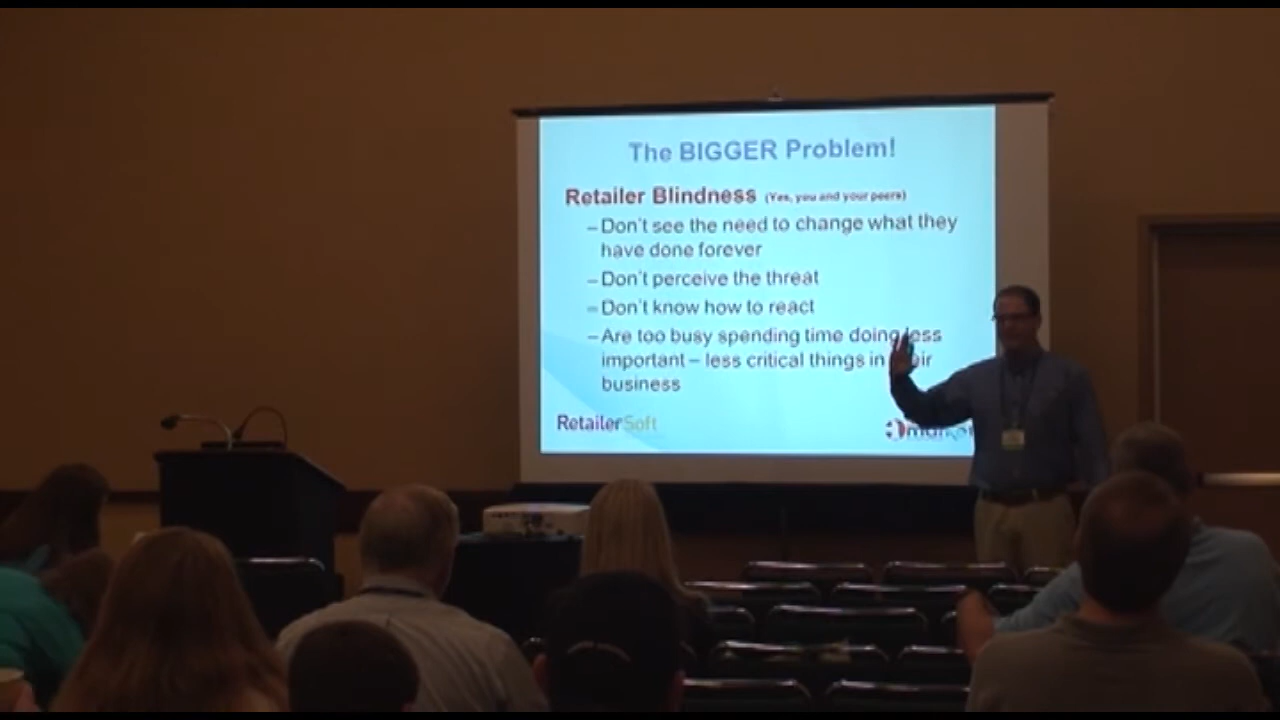 The BIGGER Problem!
Retailer Blindness (Yes, you and your peers)
– Don't see the need to change what they
have done forever
– Don't perceive the threat
– Don't know how to react
– Are too busy spending time doing less
important – less critical things in their
business
RetailerSoft